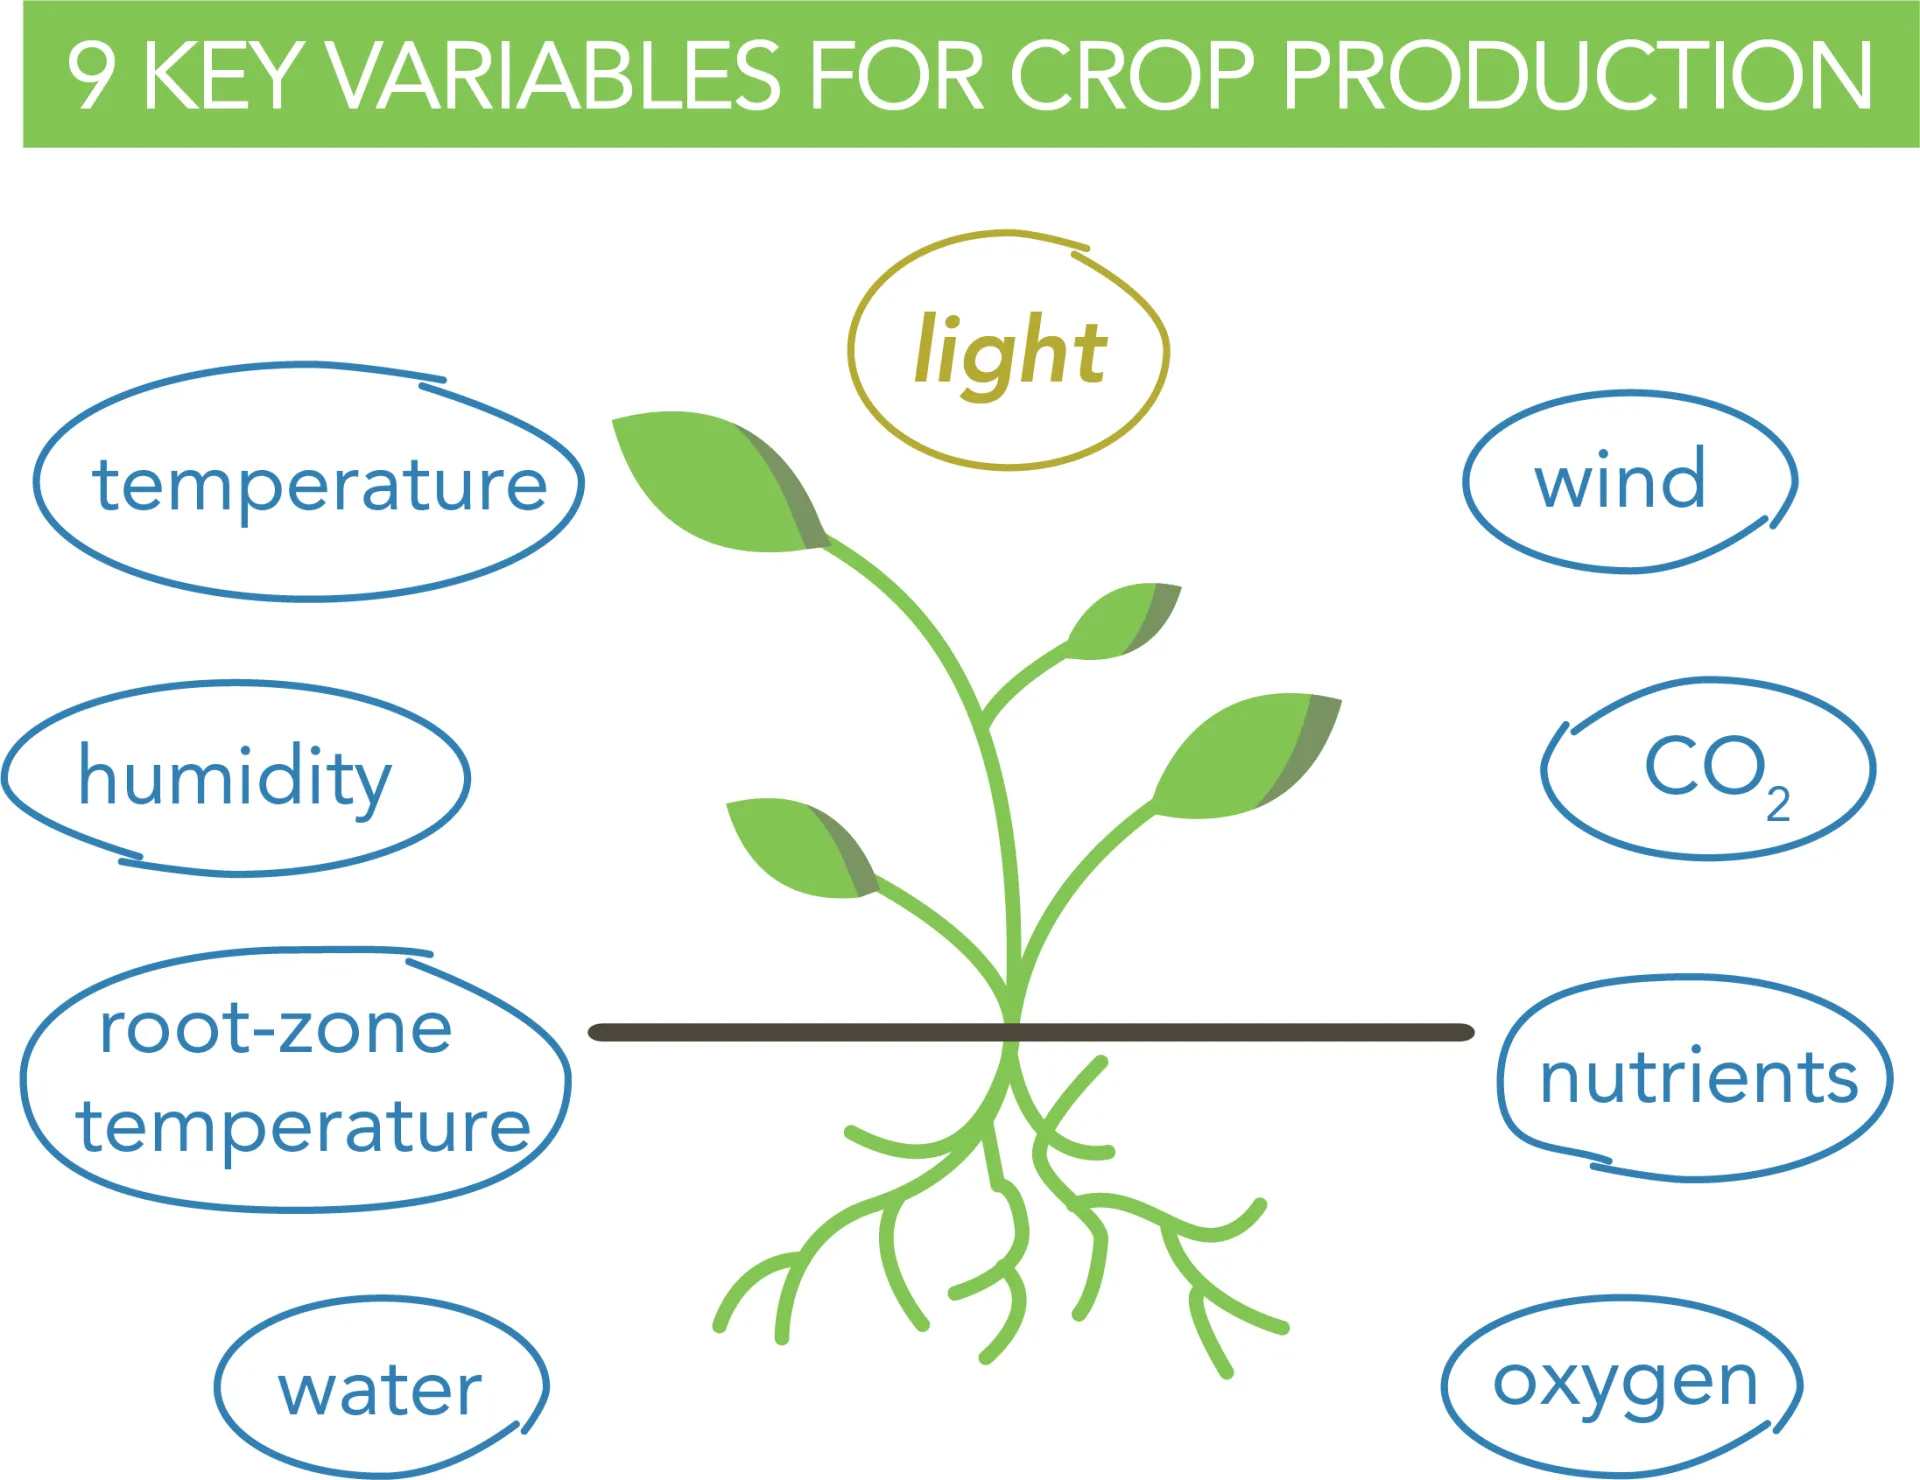 9 KEY VARIABLES FOR CROP PRODUCTION
light
temperature
wind
humidity
CO₂
root-zone
temperature
nutrients
water
oxygen